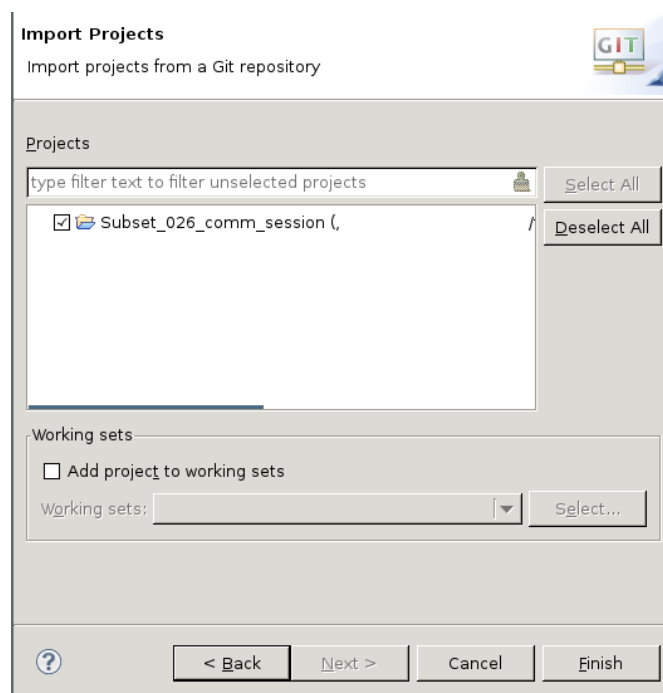 Import Projects
Import projects from a Git repository
GIT
Projects
type filter text to filter unselected projects
Select All
Subset_026_comm_session (, /
Deselect All
Working sets
Add project to working sets
Working sets:
Select...
?
< Back
Next >
Cancel
Finish